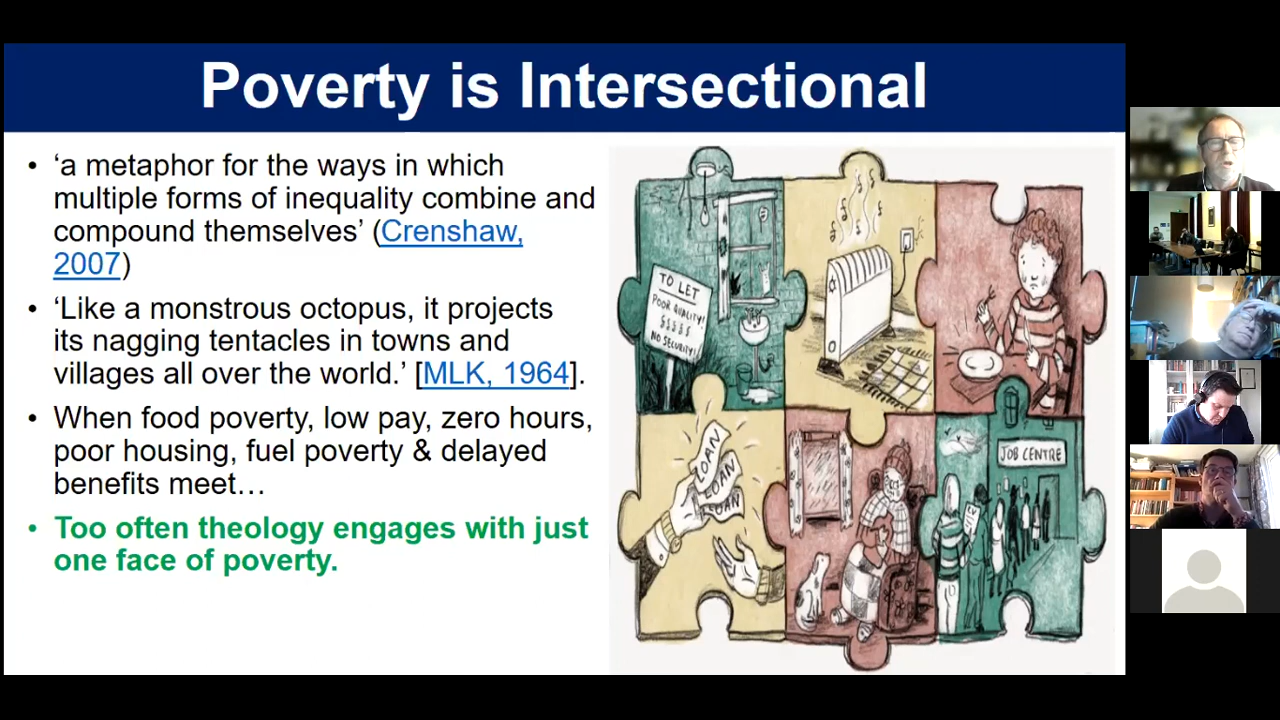 Poverty is Intersectional
• ‘a metaphor for the ways in which
multiple forms of inequality combine and
compound themselves’ (Crenshaw,
2007)
• ‘Like a monstrous octopus, it projects
its nagging tentacles in towns and
villages all over the world.’ [MLK, 1964].
• When food poverty, low pay, zero hours,
poor housing, fuel poverty & delayed
benefits meet…
• Too often theology engages with just
one face of poverty.
TO LET
POOR QUALITY!
$$$$$
NO SECURITY!
LOAN
LOAN
LOAN
JOB CENTRE